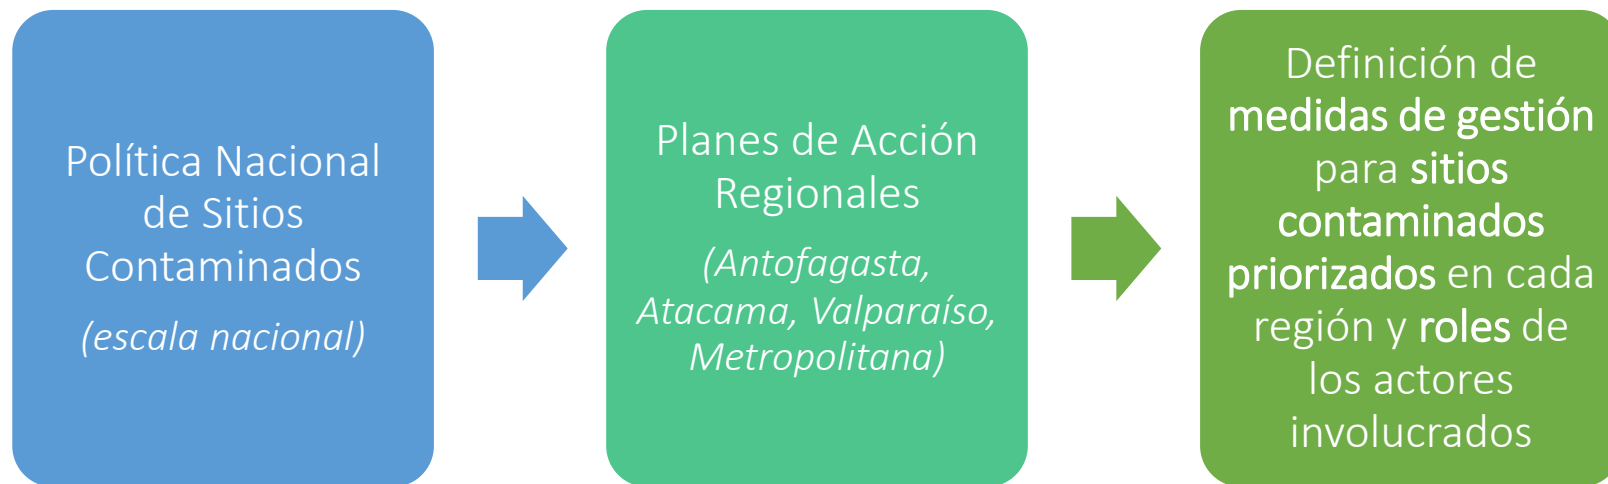 Política Nacional
de Sitios
Contaminados
(escala nacional)
Planes de Acción
Regionales
(Antofagasta,
Atacama, Valparaíso,
Metropolitana)
Definición de
medidas de gestión
para sitios
contaminados
priorizados en cada
región y roles de
los actores
involucrados